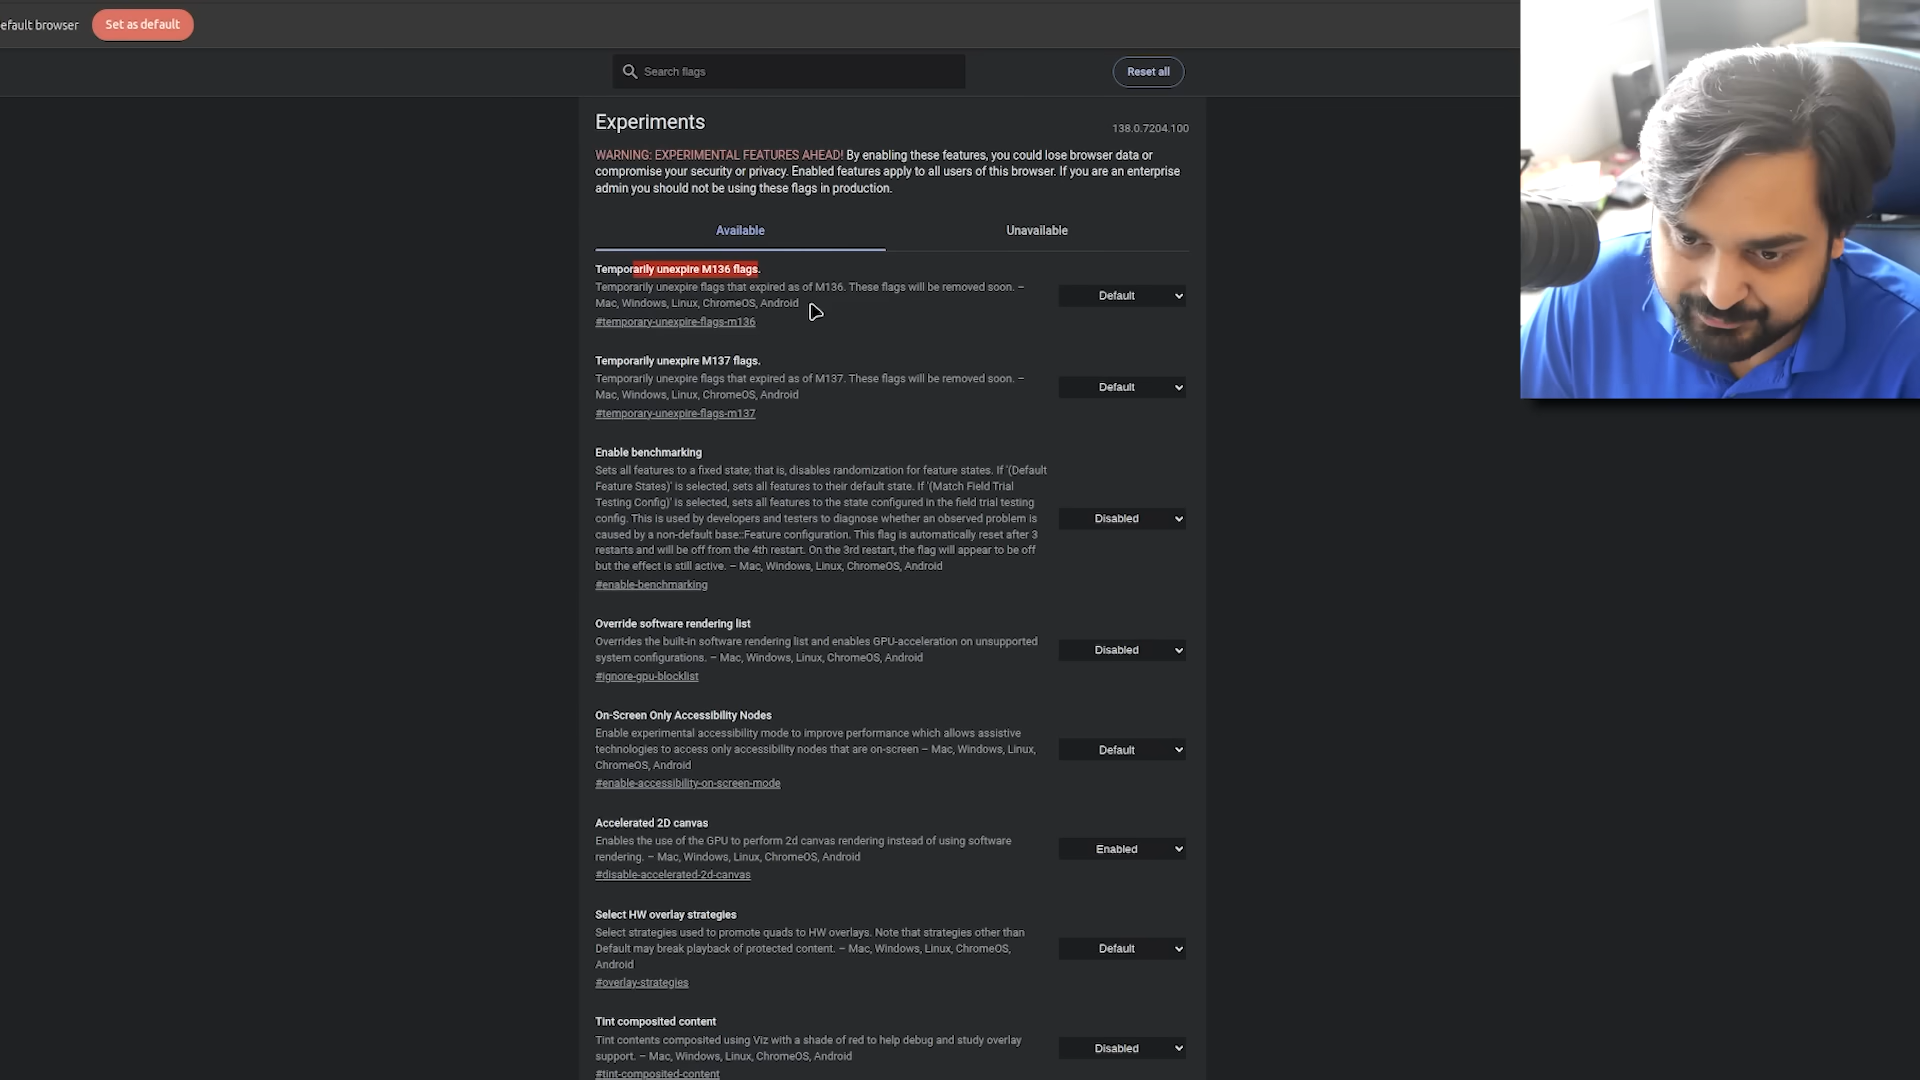 efault browser
Set as default
Search flags
Reset all
Experiments
138.0.7204.100
WARNING: EXPERIMENTAL FEATURES AHEAD! By enabling these features, you could lose browser data or
compromise your security or privacy. Enabled features apply to all users of this browser. If you are an enterprise
admin you should not be using these flags in production.
Available
Unavailable
Temporarily unexpire M136 flags.
Temporarily unexpire flags that expired as of M136. These flags will be removed soon. –
Mac, Windows, Linux, ChromeOS, Android
#temporary-unexpire-flags-m136
Default
Temporarily unexpire M137 flags.
Temporarily unexpire flags that expired as of M137. These flags will be removed soon. –
Mac, Windows, Linux, ChromeOS, Android
#temporary-unexpire-flags-m137
Default
Enable benchmarking
Sets all features to a fixed state; that is, disables randomization for feature states. If '(Default
Feature States)' is selected, sets all features to their default state. If '(Match Field Trial
Testing Config)' is selected, sets all features to the state configured in the field trial testing
config. This is used by developers and testers to diagnose whether an observed problem is
caused by a non-default base::Feature configuration. This flag is automatically reset after 3
restarts and will be off from the 4th restart. On the 3rd restart, the flag will appear to be off
but the effect is still active. – Mac, Windows, Linux, ChromeOS, Android
#enable-benchmarking
Disabled
Override software rendering list
Overrides the built-in software rendering list and enables GPU-acceleration on unsupported
system configurations. – Mac, Windows, Linux, ChromeOS, Android
#ignore-gpu-blocklist
Disabled
On-Screen Only Accessibility Nodes
Enable experimental accessibility mode to improve performance which allows assistive
technologies to access only accessibility nodes that are on-screen – Mac, Windows, Linux,
ChromeOS, Android
#enable-accessibility-on-screen-mode
Default
Accelerated 2D canvas
Enables the use of the GPU to perform 2d canvas rendering instead of using software
rendering. – Mac, Windows, Linux, ChromeOS, Android
#disable-accelerated-2d-canvas
Enabled
Select HW overlay strategies
Select strategies used to promote quads to HW overlays. Note that strategies other than
Default may break playback of protected content. – Mac, Windows, Linux, ChromeOS,
Android
#overlay-strategies
Default
Tint composited content
Tint contents composited using Viz with a shade of red to help debug and study overlay
support. – Mac, Windows, Linux, ChromeOS, Android
#tint-composited-content
Disabled